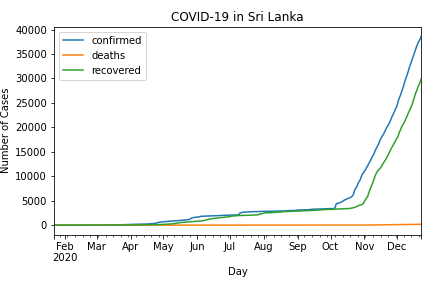 COVID-19 in Sri Lanka
confirmed
deaths
recovered
Number of Cases
40000
35000
30000
25000
20000
15000
10000
5000
0
Feb Mar Apr May Jun Jul Aug Sep Oct Nov Dec
2020
Day